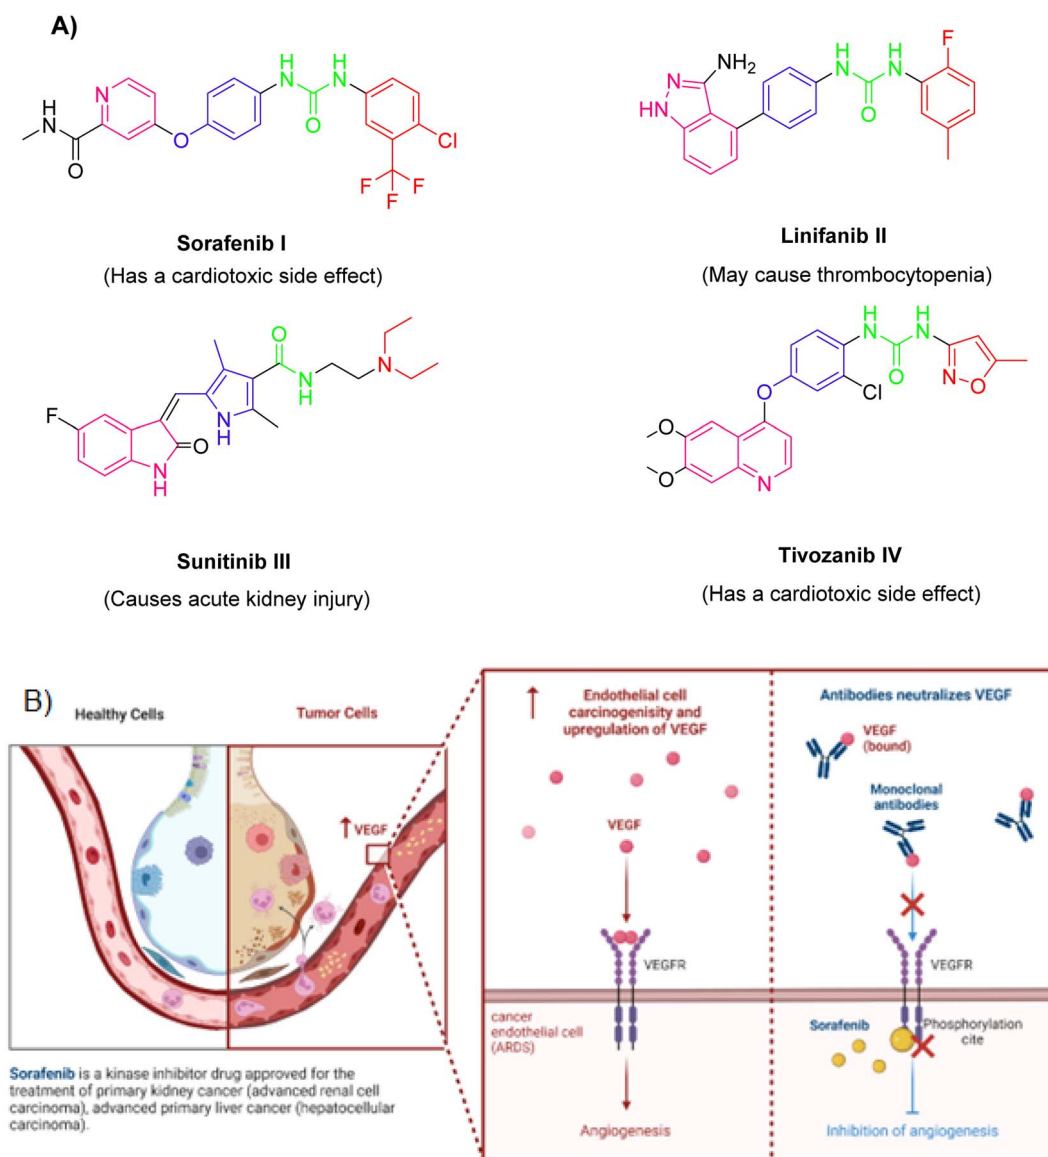 A)
N
H
N
O
O
H
N
H
N
O
Cl
F
F
F
Sorafenib I
(Has a cardiotoxic side effect)
NH₂
N
HN
H
N
H
N
O
F
Linifanib II
(May cause thrombocytopenia)
O
N
H
N
F
N
H
O
N
H
Sunitinib III
(Causes acute kidney injury)
H
N
H
N
O
N
O
Cl
O
O
O
N
Tivozanib IV
(Has a cardiotoxic side effect)
B)
Healthy Cells
Tumor Cells
VEGF
Sorafenib is a kinase inhibitor drug approved for the
treatment of primary kidney cancer (advanced renal cell
carcinoma), advanced primary liver cancer (hepatocellular
carcinoma).
Endothelial cell
carcinogenisity and
upregulation of VEGF
VEGF
VEGFR
cancer
endothelial cell
(ARDS)
Angiogenesis
Antibodies neutralizes VEGF
VEGF
(bound)
Monoclonal
antibodies
VEGFR
Sorafenib
Phosphorylation
cite
Inhibition of angiogenesis